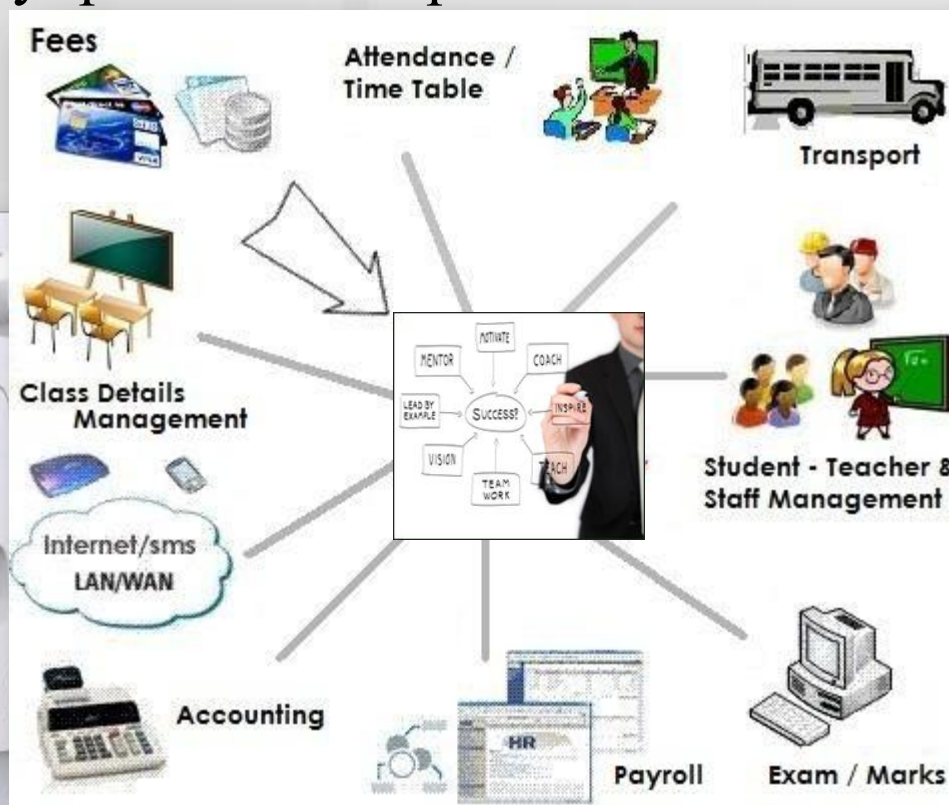 Fees
Attendance /
Time Table
Transport
Class Details
Management
MOTIVATE
MENTOR
COACH
LEAD BY
EXAMPLE
SUCCESS?
INSPIRE
VISION
TEACH
TEAM
WORK
Student - Teacher &
Staff Management
Internet/sms
LAN/WAN
Accounting
HR
Payroll
Exam / Marks